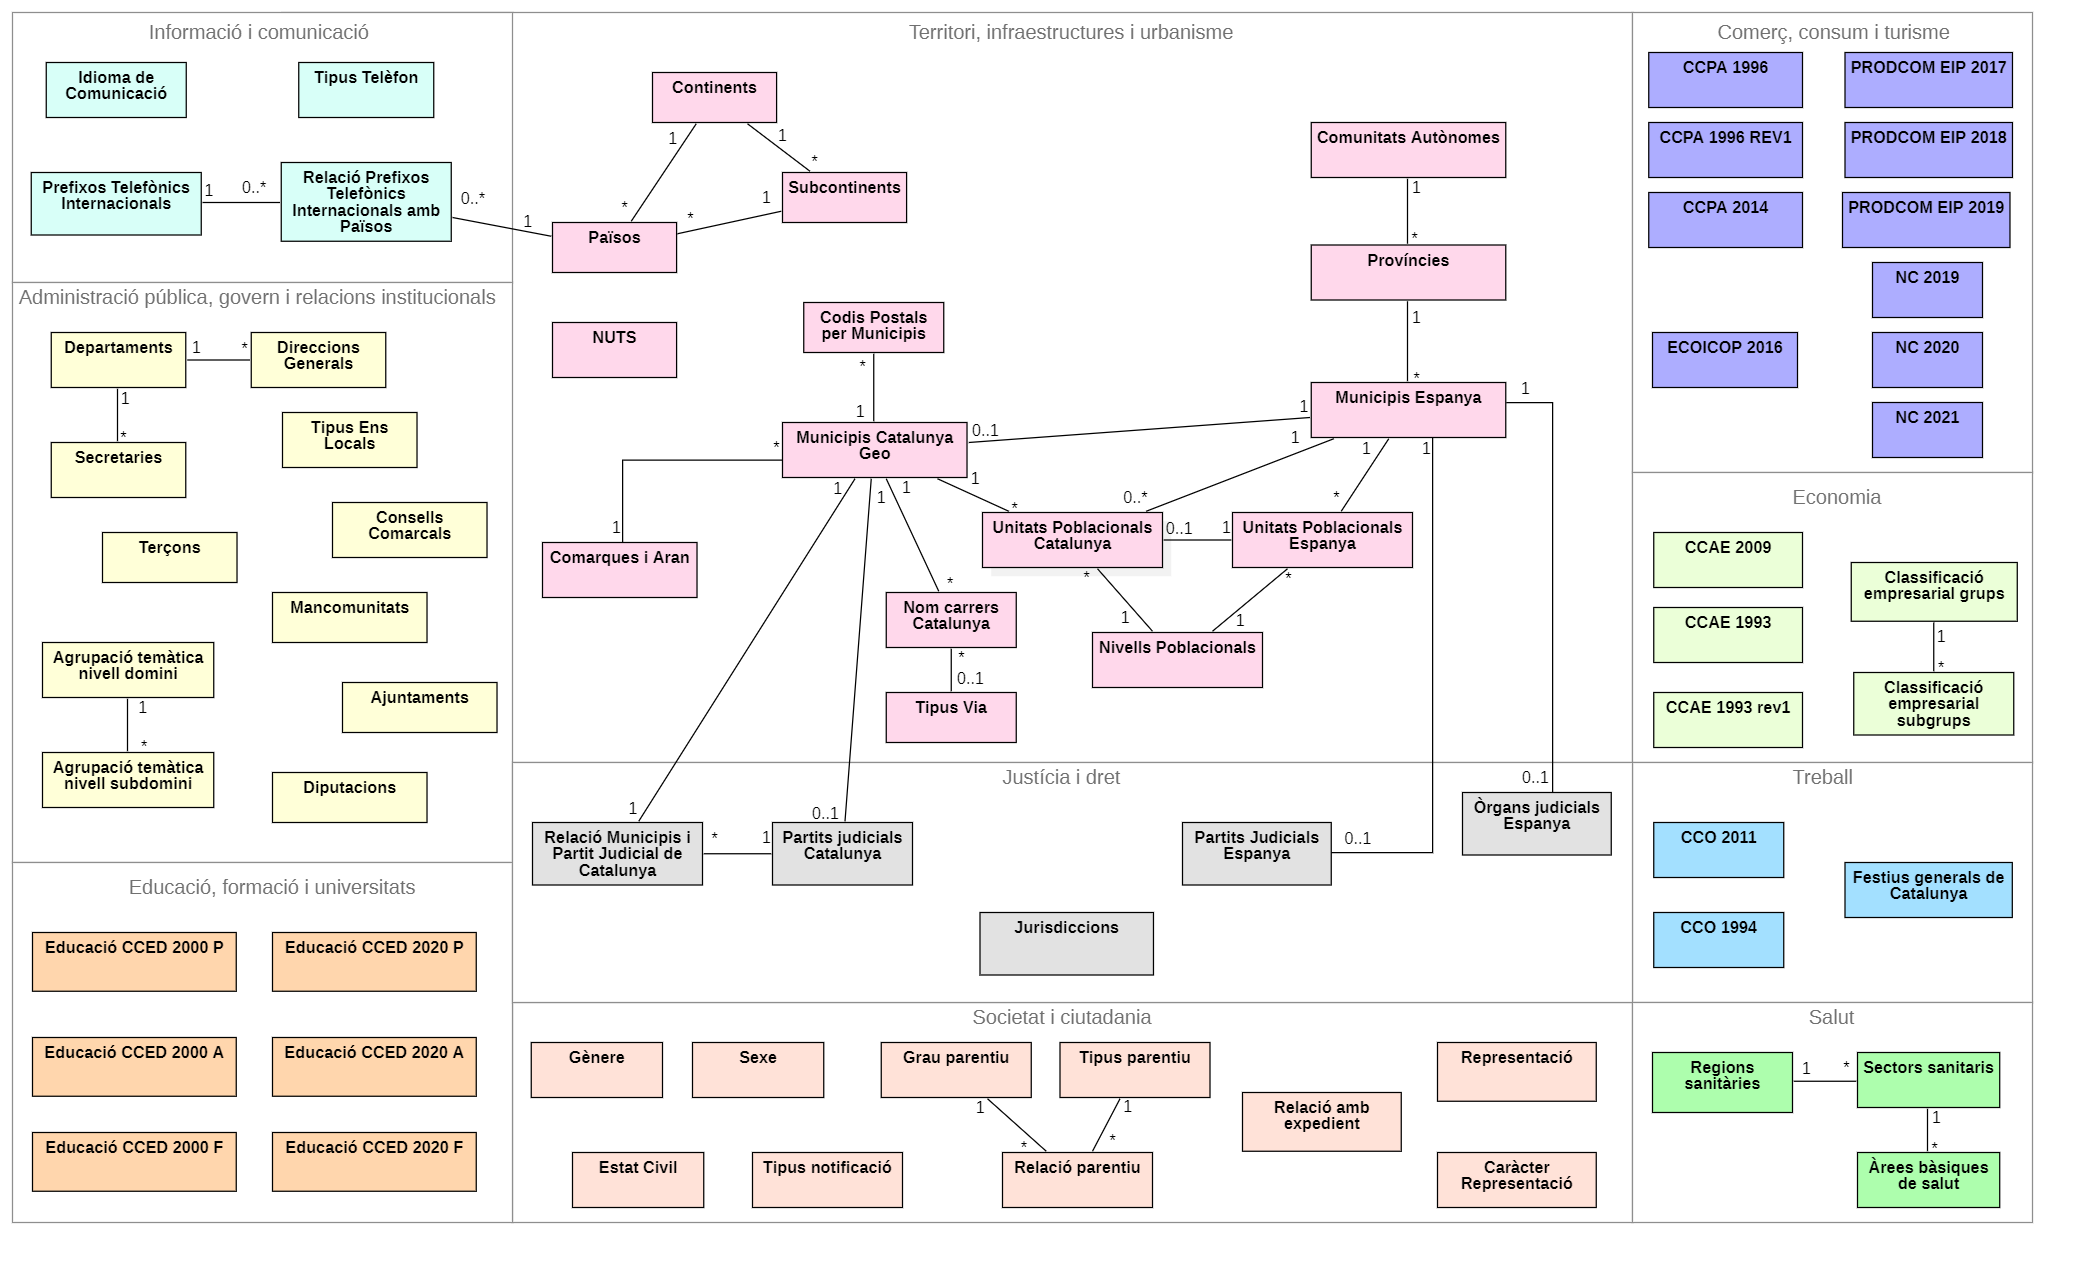 Informació i comunicació
Idioma de
Comunicació
Tipus Telèfon
Prefixos Telefònics
Internacionals
1
0..*
Relació Prefixos
Telefònics
Internacionals amb
Països
0..*
1
Administració pública, govern i relacions institucionals
Departaments
1
*
Direccions
Generals
1
*
Secretaries
Tipus Ens
Locals
Consells
Comarcals
Terçons
Mancomunitats
Agrupació temàtica
nivell domini
1
*
Agrupació temàtica
nivell subdomini
Ajuntaments
Diputacions
Educació, formació i universitats
Educació CCED 2000 P
Educació CCED 2020 P
Educació CCED 2000 A
Educació CCED 2020 A
Educació CCED 2000 F
Educació CCED 2020 F
Territori, infraestructures i urbanisme
Continents
1
1
*
Subcontinents
1
*
*
Països
Comunitats Autònomes
1
*
Províncies
1
*
Municipis Espanya
1
NUTS
Codis Postals
per Municipis
*
1
Municipis Catalunya
Geo
0..1
1
*
1
Comarques i Aran
1
1
1
1
*
1
0..*
1
*
1
Unitats Poblacionals
Catalunya
0..1
1
Unitats Poblacionals
Espanya
*
1
*
1
Nivells Poblacionals
*
Nom carrers
Catalunya
*
0..1
Tipus Via
Justícia i dret
1
Relació Municipis i
Partit Judicial de
Catalunya
*
1
0..1
Partits judicials
Catalunya
Partits Judicials
Espanya
0..1
0..1
Òrgans judicials
Espanya
Jurisdiccions
Societat i ciutadania
Gènere
Sexe
Grau parentiu
Tipus parentiu
1
*
1
*
Relació parentiu
Relació amb
expedient
Representació
Estat Civil
Tipus notificació
Caràcter
Representació
Comerç, consum i turisme
CCPA 1996
PRODCOM EIP 2017
CCPA 1996 REV1
PRODCOM EIP 2018
CCPA 2014
PRODCOM EIP 2019
NC 2019
ECOICOP 2016
NC 2020
NC 2021
Economia
CCAE 2009
Classificació
empresarial grups
CCAE 1993
1
*
CCAE 1993 rev1
Classificació
empresarial
subgrups
Treball
CCO 2011
Festius generals de
Catalunya
CCO 1994
Salut
Regions
sanitàries
1
*
Sectors sanitaris
1
*
Àrees bàsiques
de salut